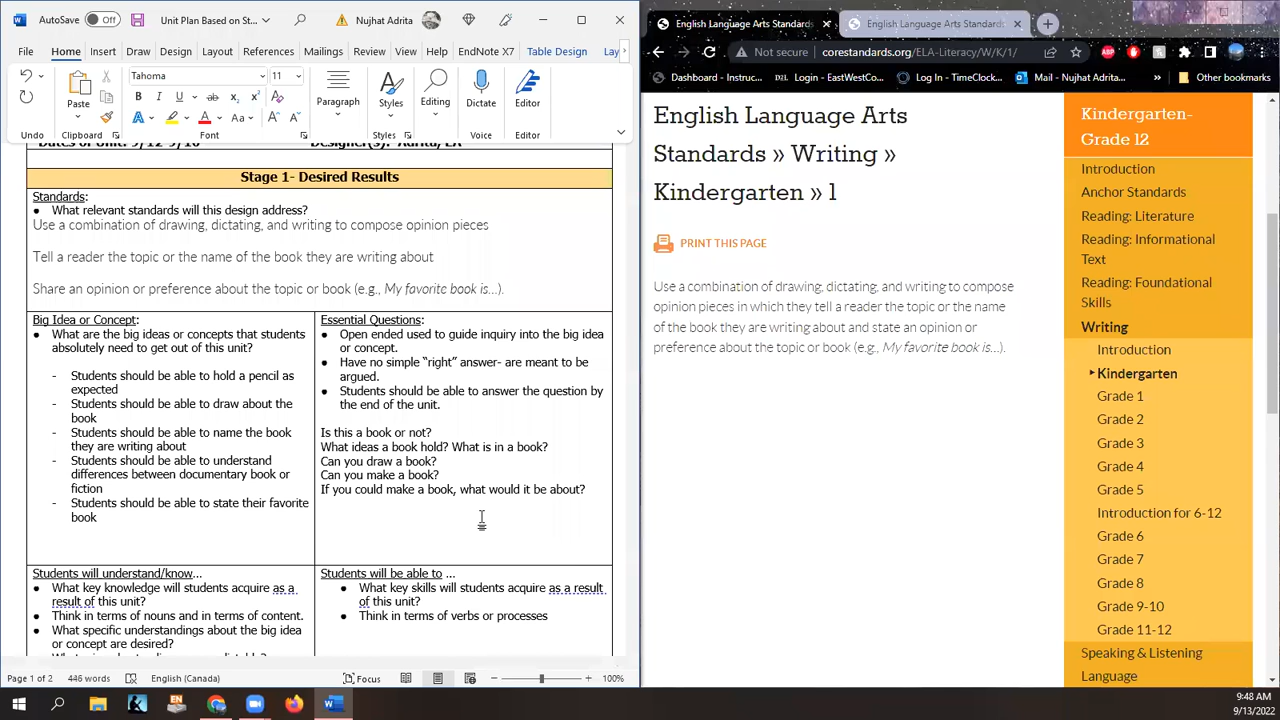 AutoSave Off Unit Plan Based on St... Nujhat Adrita
File Home Insert Draw Design Layout References Mailings Review View Help EndNote X7 Table Design
Tahoma 11
Paste Paragraph Styles Editing Dictate Editor
Undo Clipboard Font Styles Voice Editor
Stage 1- Desired Results
Standards:
● What relevant standards will this design address?
Use a combination of drawing, dictating, and writing to compose opinion pieces
Tell a reader the topic or the name of the book they are writing about
Share an opinion or preference about the topic or book (e.g., My favorite book is...).
Big Idea or Concept:
● What are the big ideas or concepts that students
absolutely need to get out of this unit?
- Students should be able to hold a pencil as
expected
- Students should be able to draw about the
book
- Students should be able to name the book
they are writing about
- Students should be able to understand
differences between documentary book or
fiction
- Students should be able to state their favorite
book
Essential Questions:
● Open ended used to guide inquiry into the big idea
or concept.
● Have no simple “right” answer- are meant to be
argued.
● Students should be able to answer the question by
the end of the unit.
Is this a book or not?
What ideas a book hold? What is in a book?
Can you draw a book?
Can you make a book?
If you could make a book, what would it be about?
Students will understand/know...
● What key knowledge will students acquire as a
result of this unit?
● Think in terms of nouns and in terms of content.
● What specific understandings about the big idea
or concept are desired?
Students will be able to ...
● What key skills will students acquire as a result
of this unit?
● Think in terms of verbs or processes
Page 1 of 2 446 words English (Canada) Focus 100%
English Language Arts Standards English Language Arts Standards
Not secure corestandards.org/ELA-Literacy/W/K/1/
Dashboard - Instruc... Login - EastWestCo... Log In - TimeClock... Mail - Nujhat Adrita... » Other bookmarks
English Language Arts
Standards » Writing »
Kindergarten » 1
PRINT THIS PAGE
Use a combination of drawing, dictating, and writing to compose
opinion pieces in which they tell a reader the topic or the name
of the book they are writing about and state an opinion or
preference about the topic or book (e.g., My favorite book is...).
Kindergarten-
Grade 12
Introduction
Anchor Standards
Reading: Literature
Reading: Informational
Text
Reading: Foundational
Skills
Writing
Introduction
Kindergarten
Grade 1
Grade 2
Grade 3
Grade 4
Grade 5
Introduction for 6-12
Grade 6
Grade 7
Grade 8
Grade 9-10
Grade 11-12
Speaking & Listening
Language
9:48 AM
9/13/2022